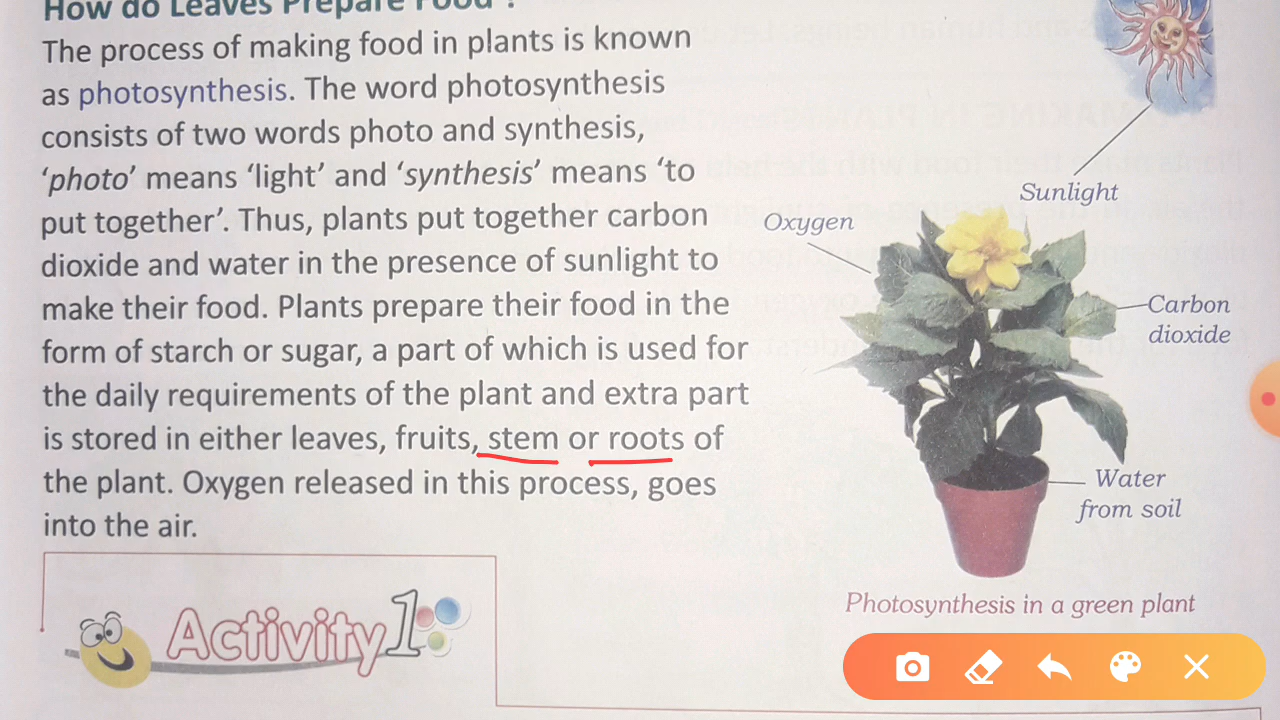 How do Leaves Prepare Food ?
The process of making food in plants is known
as photosynthesis. The word photosynthesis
consists of two words photo and synthesis,
‘photo’ means ‘light’ and ‘synthesis’ means ‘to
put together’. Thus, plants put together carbon
dioxide and water in the presence of sunlight to
make their food. Plants prepare their food in the
form of starch or sugar, a part of which is used for
the daily requirements of the plant and extra part
is stored in either leaves, fruits, stem or roots of
the plant. Oxygen released in this process, goes
into the air.
Sunlight
Oxygen
Carbon
dioxide
Water
from soil
Photosynthesis in a green plant
Activity 1